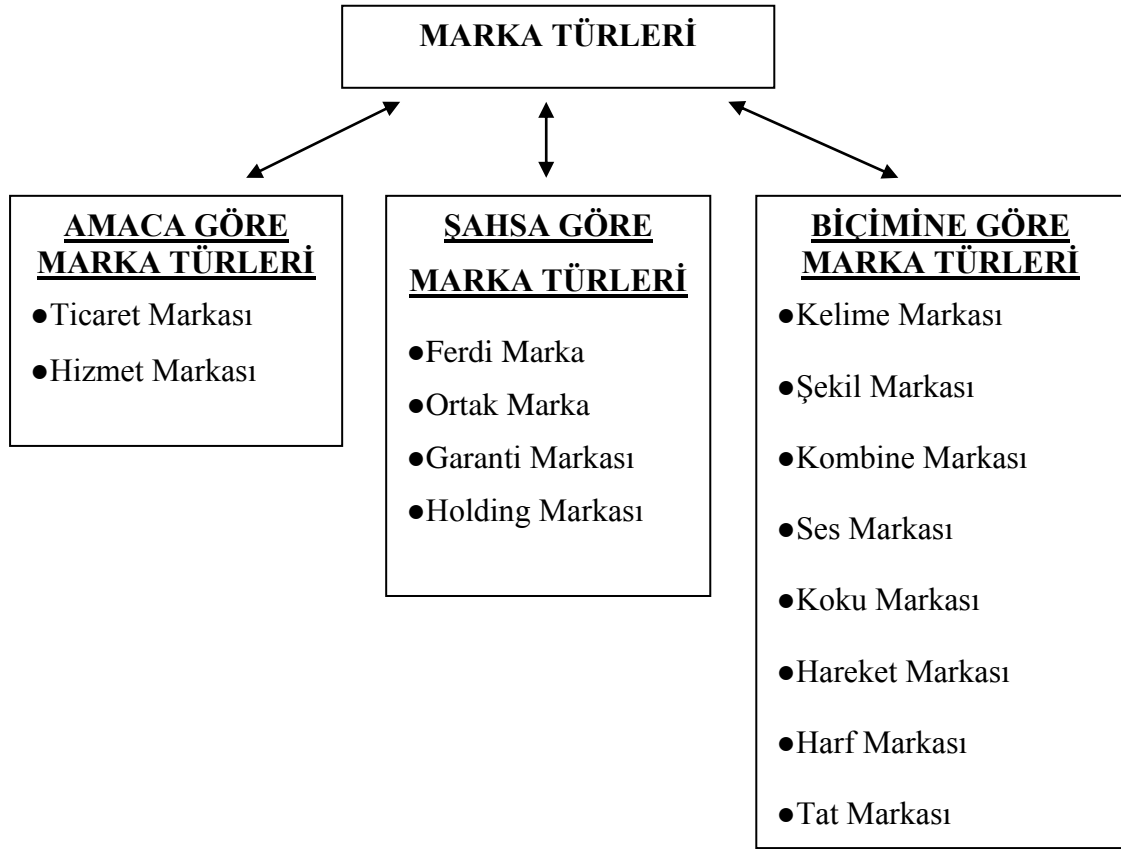 MARKA TÜRLERİ
AMACA GÖRE
MARKA TÜRLERİ
●Ticaret Markası
●Hizmet Markası
ŞAHSA GÖRE
MARKA TÜRLERİ
●Ferdi Marka
●Ortak Marka
●Garanti Markası
●Holding Markası
BİÇİMİNE GÖRE
MARKA TÜRLERİ
●Kelime Markası
●Şekil Markası
●Kombine Markası
●Ses Markası
●Koku Markası
●Hareket Markası
●Harf Markası
●Tat Markası